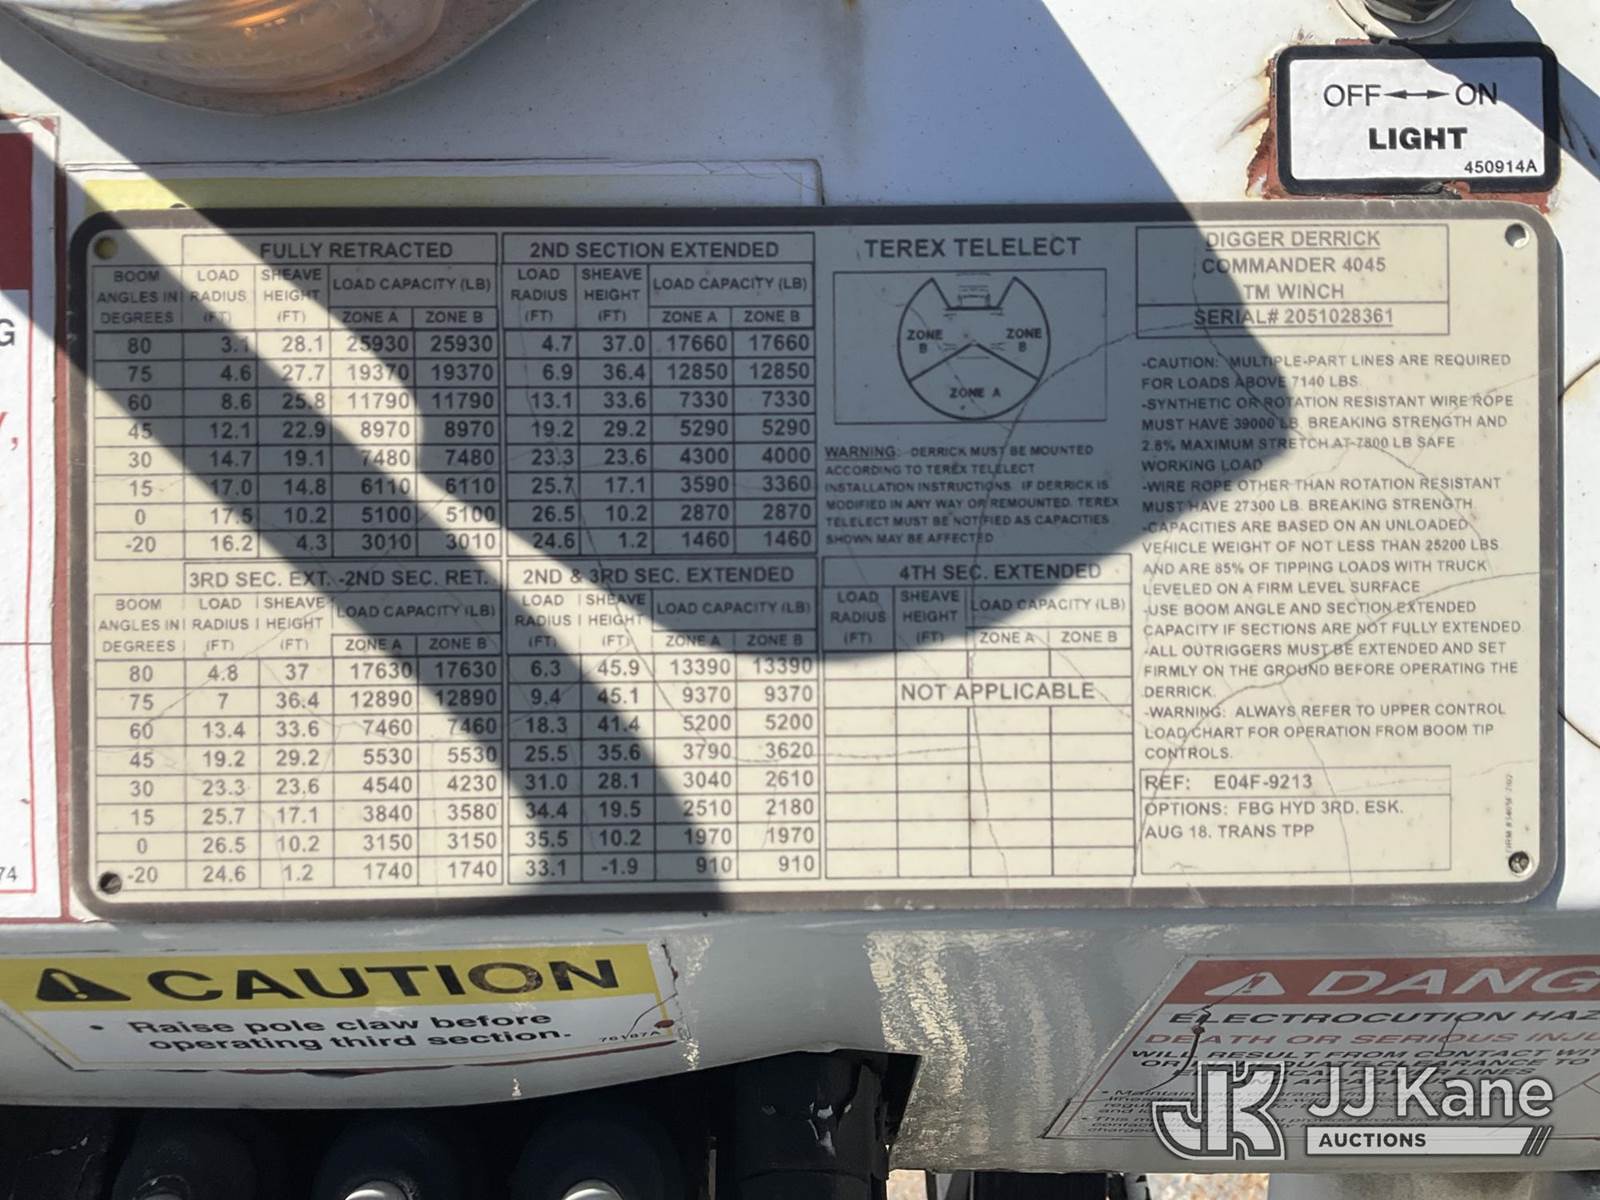 OFF ON
LIGHT
450914A
FULLY RETRACTED
BOOM ANGLES IN DEGREES LOAD RADIUS (FT) SHEAVE HEIGHT (FT) LOAD CAPACITY (LB)
ZONE A ZONE B
80 3.1 28.1 25930 25930
75 4.6 27.7 19370 19370
60 8.6 25.8 11790 11790
45 12.1 22.9 8970 8970
30 14.7 19.1 7480 7480
15 17.0 14.8 6110 6110
0 17.5 10.2 5100 5100
-20 16.2 4.3 3010 3010
2ND SECTION EXTENDED
LOAD RADIUS (FT) SHEAVE HEIGHT (FT) LOAD CAPACITY (LB)
ZONE A ZONE B
4.7 37.0 17660 17660
6.9 36.4 12850 12850
13.1 33.6 7330 7330
19.2 29.2 5290 5290
23.3 23.6 4300 4000
25.7 17.1 3590 3360
26.5 10.2 2870 2870
24.6 1.2 1460 1460
3RD SEC. EXT. -2ND SEC. RET.
BOOM ANGLES IN DEGREES LOAD RADIUS (FT) SHEAVE HEIGHT (FT) LOAD CAPACITY (LB)
ZONE A ZONE B
80 4.8 37 17630 17630
75 7 36.4 12890 12890
60 13.4 33.6 7460 7460
45 19.2 29.2 5530 5530
30 23.3 23.6 4540 4230
15 25.7 17.1 3840 3580
0 26.5 10.2 3150 3150
-20 24.6 1.2 1740 1740
2ND & 3RD SEC. EXTENDED
LOAD RADIUS (FT) SHEAVE HEIGHT (FT) LOAD CAPACITY (LB)
ZONE A ZONE B
6.3 45.9 13390 13390
9.4 45.1 9370 9370
18.3 41.4 5200 5200
25.5 35.6 3790 3620
31.0 28.1 3040 2610
34.4 19.5 2510 2180
35.5 10.2 1970 1970
33.1 -1.9 910 910
TEREX TELELECT
ZONE B ZONE B
ZONE A
WARNING: DERRICK MUST BE MOUNTED
ACCORDING TO TEREX TELELECT
INSTALLATION INSTRUCTIONS. IF DERRICK IS
MODIFIED IN ANY WAY OR REMOUNTED, TEREX
TELELECT MUST BE NOTIFIED AS CAPACITIES
SHOWN MAY BE AFFECTED
4TH SEC. EXTENDED
LOAD RADIUS (FT) SHEAVE HEIGHT (FT) LOAD CAPACITY (LB)
ZONE A ZONE B
NOT APPLICABLE
DIGGER DERRICK
COMMANDER 4045
TM WINCH
SERIAL# 2051028361
-CAUTION: MULTIPLE-PART LINES ARE REQUIRED
FOR LOADS ABOVE 7140 LBS.
-SYNTHETIC OR ROTATION RESISTANT WIRE ROPE
MUST HAVE 39000 LB. BREAKING STRENGTH AND
2.8% MAXIMUM STRETCH AT 7800 LB SAFE
WORKING LOAD
-WIRE ROPE OTHER THAN ROTATION RESISTANT
MUST HAVE 27300 LB. BREAKING STRENGTH.
-CAPACITIES ARE BASED ON AN UNLOADED
VEHICLE WEIGHT OF NOT LESS THAN 25200 LBS
AND ARE 85% OF TIPPING LOADS WITH TRUCK
LEVELED ON A FIRM LEVEL SURFACE
-USE BOOM ANGLE AND SECTION EXTENDED
CAPACITY IF SECTIONS ARE NOT FULLY EXTENDED
-ALL OUTRIGGERS MUST BE EXTENDED AND SET
FIRMLY ON THE GROUND BEFORE OPERATING THE
DERRICK.
-WARNING: ALWAYS REFER TO UPPER CONTROL
LOAD CHART FOR OPERATION FROM BOOM TIP
CONTROLS.
REF: E04F-9213
OPTIONS: FBG HYD 3RD. ESK.
AUG 18. TRANS TPP
CAUTION
• Raise pole claw before
operating third section.
76187A
DANG
ELECTROCUTION HAZ
DEATH OR SERIOUS INJU
WILL RESULT FROM CONTACT WIT
JJ Kane
AUCTIONS
G
74